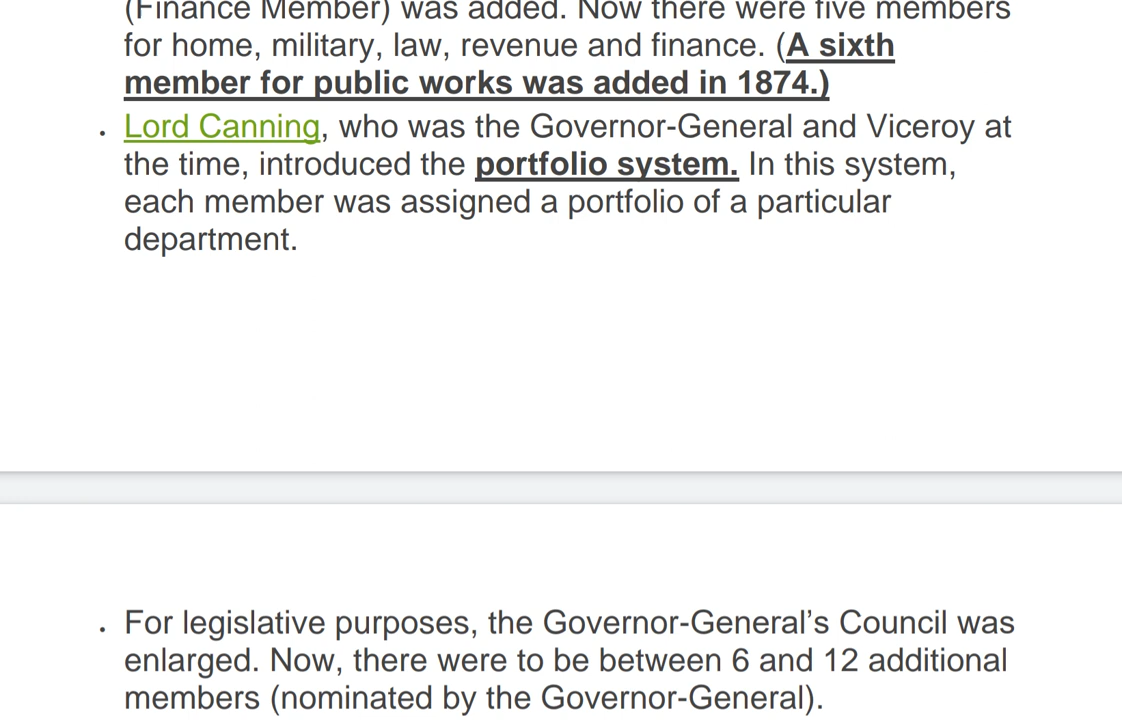 (Finance Member) was added. Now there were five members
for home, military, law, revenue and finance. (A sixth
member for public works was added in 1874.)
. Lord Canning, who was the Governor-General and Viceroy at
the time, introduced the portfolio system. In this system,
each member was assigned a portfolio of a particular
department.
. For legislative purposes, the Governor-General’s Council was
enlarged. Now, there were to be between 6 and 12 additional
members (nominated by the Governor-General).